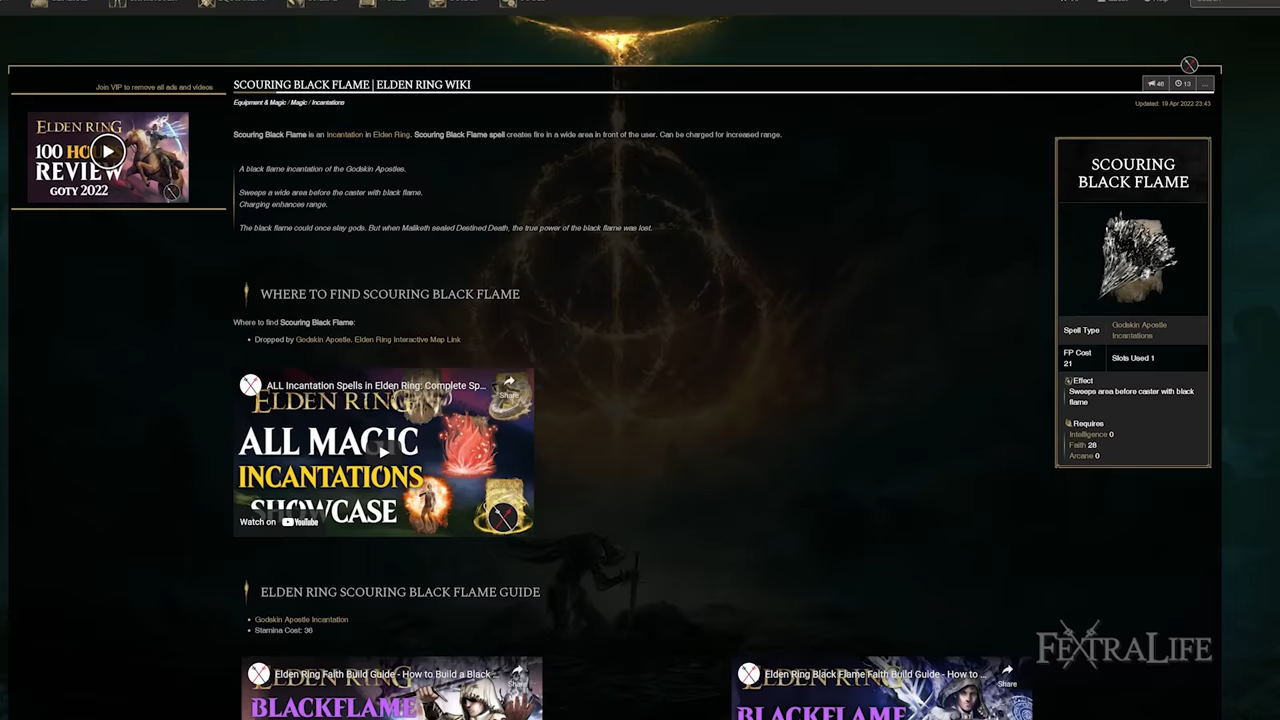 Join VIP to remove all ads and videos
SCOURING BLACK FLAME | ELDEN RING WIKI
46
13
...
Equipment & Magic / Magic / Incantations
Updated: 19 Apr 2022 23:43
ELDEN RING
100 HOU
REVIEW
GOTY 2022
Scouring Black Flame is an Incantation in Elden Ring. Scouring Black Flame spell creates fire in a wide area in front of the user. Can be charged for increased range.
A black flame incantation of the Godskin Apostles.
Sweeps a wide area before the caster with black flame.
Charging enhances range.
The black flame could once slay gods. But when Maliketh sealed Destined Death, the true power of the black flame was lost.
SCOURING
BLACK FLAME
Spell Type
Godskin Apostle
Incantations
FP Cost
21
Slots Used 1
Effect
Sweeps area before caster with black
flame
Requires
Intelligence 0
Faith 28
Arcane 0
WHERE TO FIND SCOURING BLACK FLAME
Where to find Scouring Black Flame:
Dropped by Godskin Apostle. Elden Ring Interactive Map Link
ALL Incantation Spells in Elden Ring: Complete Sp...
Share
ELDEN RING
ALL MAGIC
INCANTATIONS
SHOWCASE
Watch on YouTube
ELDEN RING SCOURING BLACK FLAME GUIDE
Godskin Apostle Incantation
Stamina Cost: 36
FEXTRALIFE
Elden Ring Faith Build Guide - How to Build a Black ...
Share
BLACKFLAME
Elden Ring Black Flame Faith Build Guide - How to ...
Share
BLACKFLAME